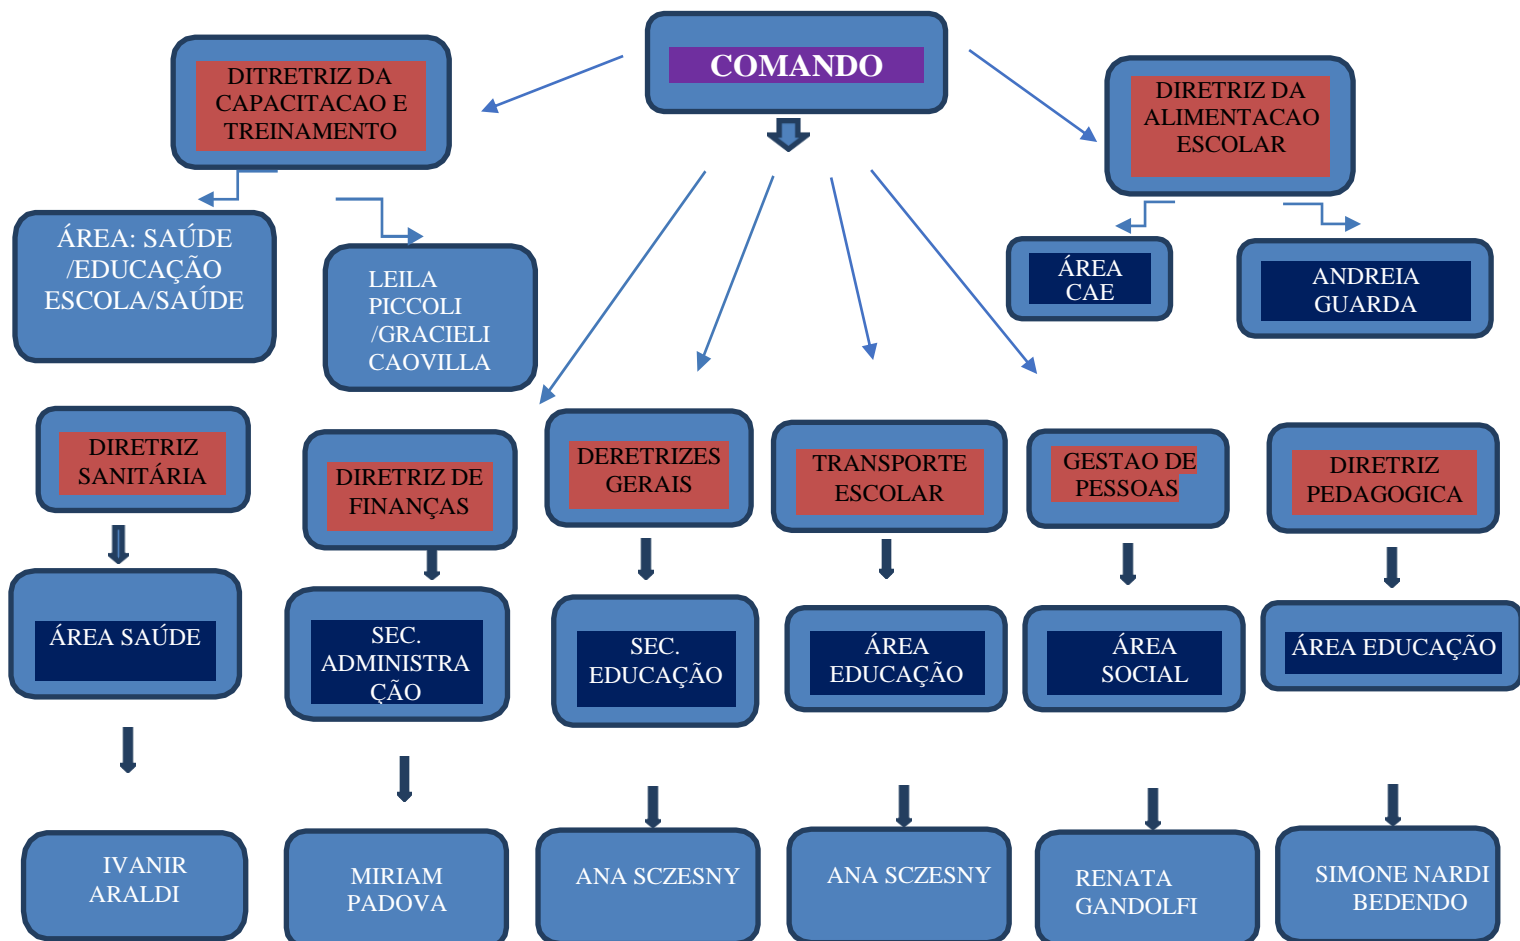 COMANDO
DITRETRIZ DA
CAPACITACAO E
TREINAMENTO
DIRETRIZ DA
ALIMENTACAO
ESCOLAR
ÁREA: SAÚDE
/EDUCAÇÃO
ESCOLA/SAÚDE
LEILA
PICCOLI
/GRACIELI
CAOVILLA
ÁREA
CAE
ANDREIA
GUARDA
DIRETRIZ
SANITÁRIA
DIRETRIZ DE
FINANÇAS
DERETRIZES
GERAIS
TRANSPORTE
ESCOLAR
GESTAO DE
PESSOAS
DIRETRIZ
PEDAGOGICA
ÁREA SAÚDE
SEC.
ADMINISTRA
ÇÃO
SEC.
EDUCAÇÃO
ÁREA
EDUCAÇÃO
ÁREA
SOCIAL
ÁREA EDUCAÇÃO
IVANIR
ARALDI
MIRIAM
PADOVA
ANA SCZESNY
ANA SCZESNY
RENATA
GANDOLFI
SIMONE NARDI
BEDENDO